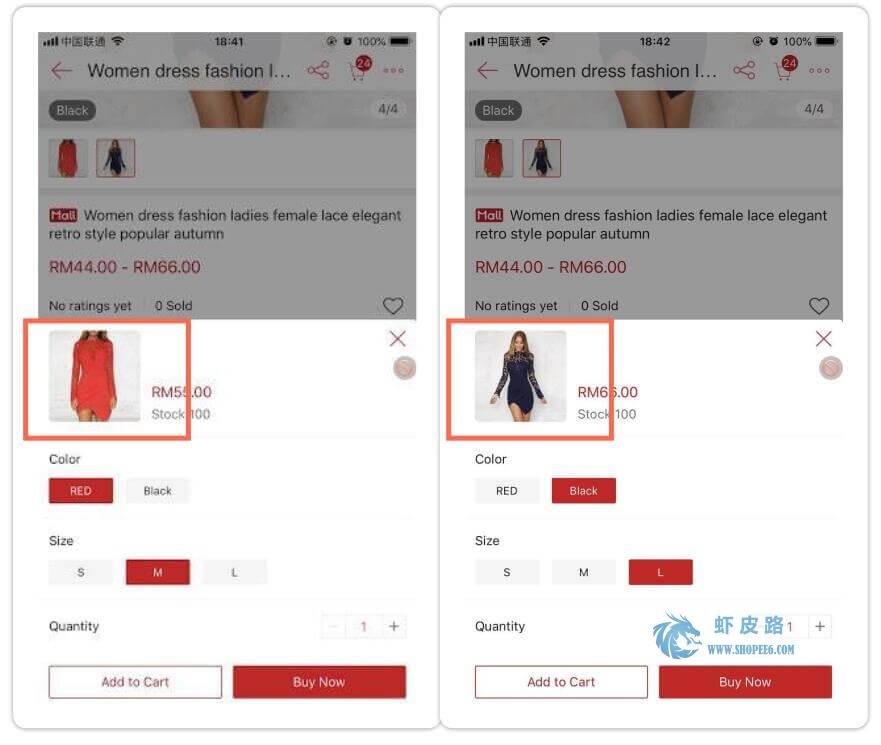 中国联通 18:41 100%
Women dress fashion l... 24
Black 4/4
Mall Women dress fashion ladies female lace elegant
retro style popular autumn
RM44.00 - RM66.00
No ratings yet 0 Sold
RM55.00
Stock 100
Color
RED Black
Size
S M L
Quantity - 1 +
Add to Cart Buy Now
中国联通 18:42 100%
Women dress fashion l... 24
Black 4/4
Mall Women dress fashion ladies female lace elegant
retro style popular autumn
RM44.00 - RM66.00
No ratings yet 0 Sold
RM66.00
Stock 100
Color
RED Black
Size
S M L
Quantity 1 +
虾皮路
WWW.SHOPEE6.COM
Add to Cart Buy Now